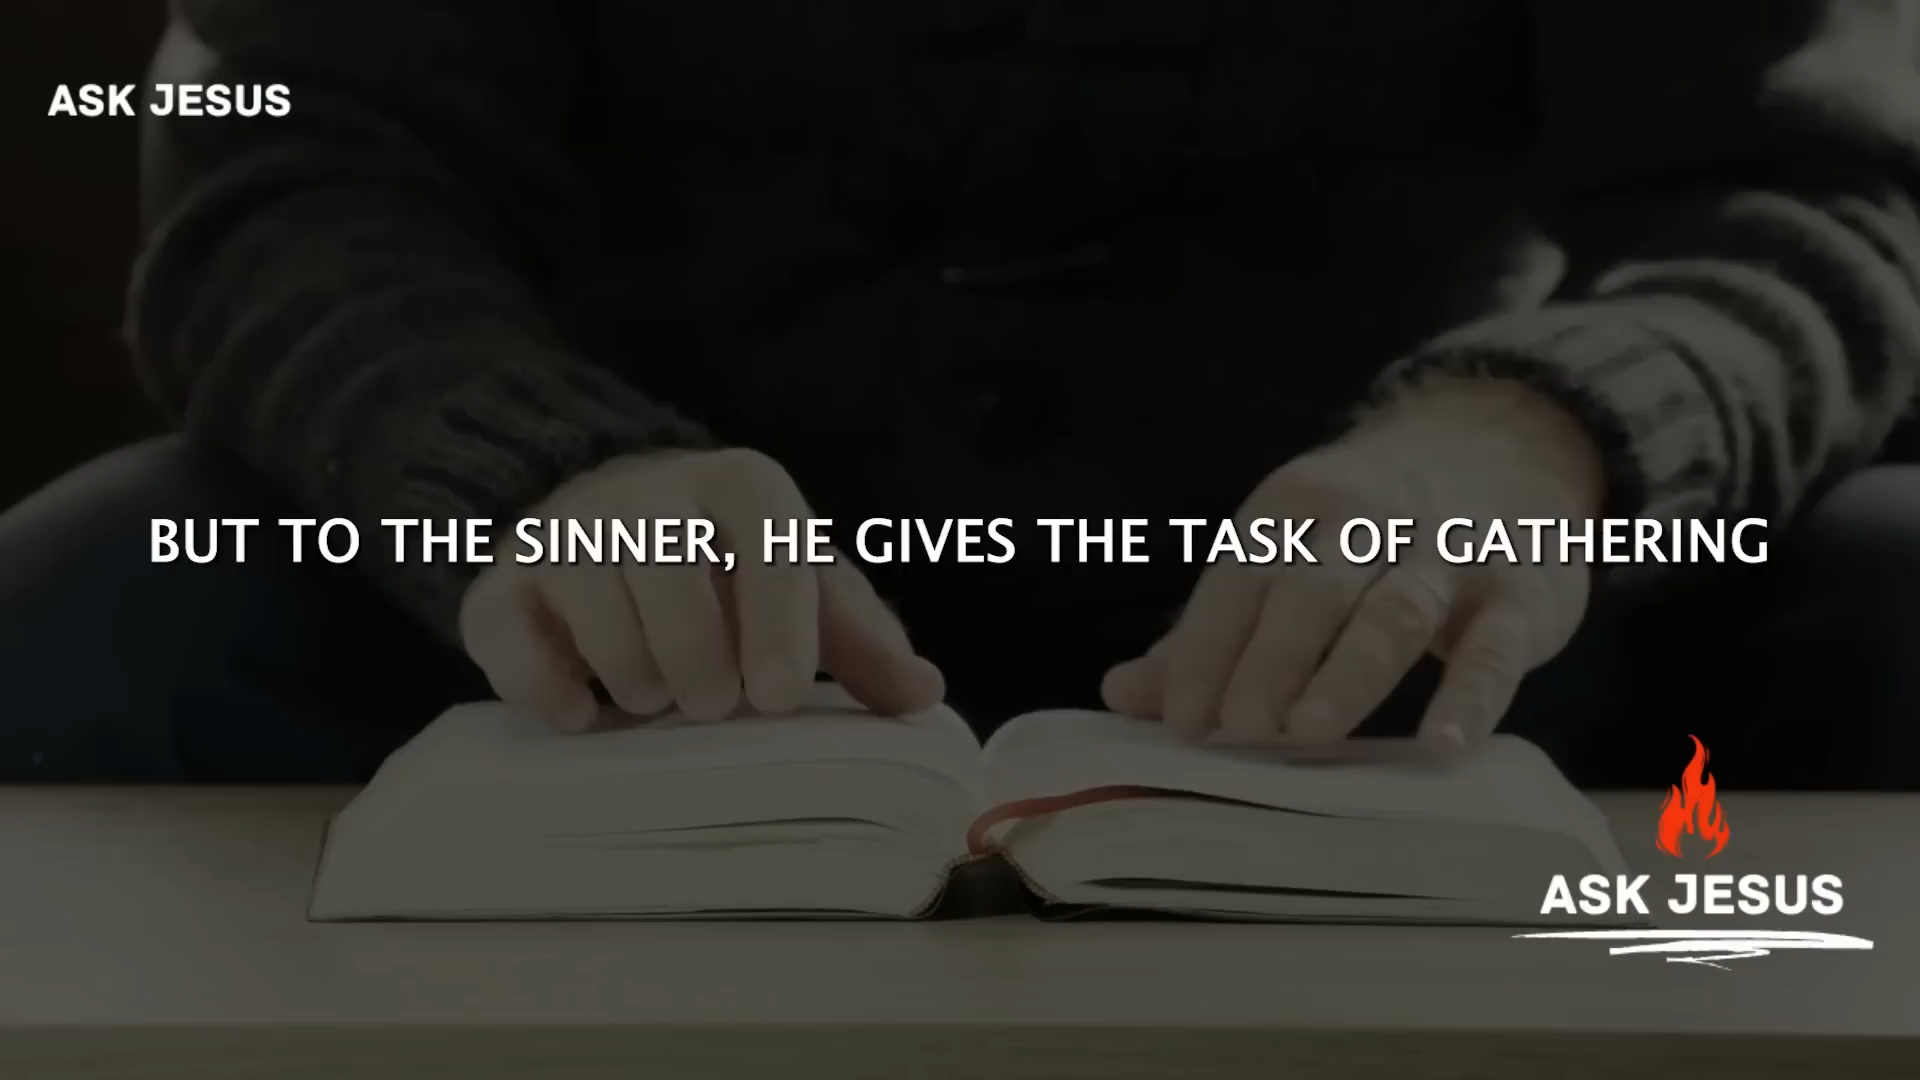 ASK JESUS
BUT TO THE SINNER, HE GIVES THE TASK OF GATHERING
ASK JESUS